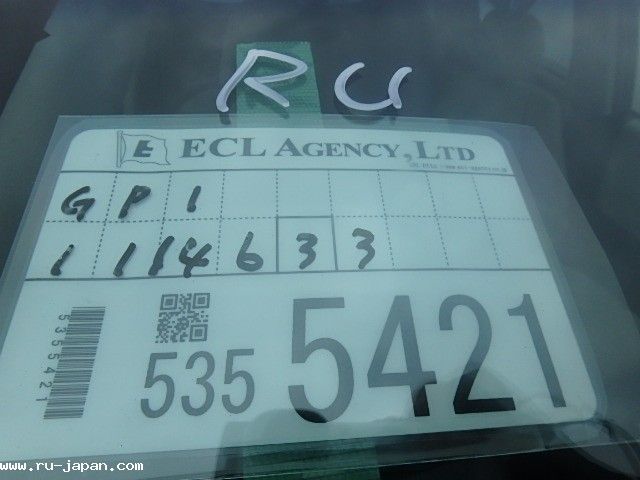 RU
ECL AGENCY, LTD
GP1
1114633
5355421
535 5421
www.ru-japan.com